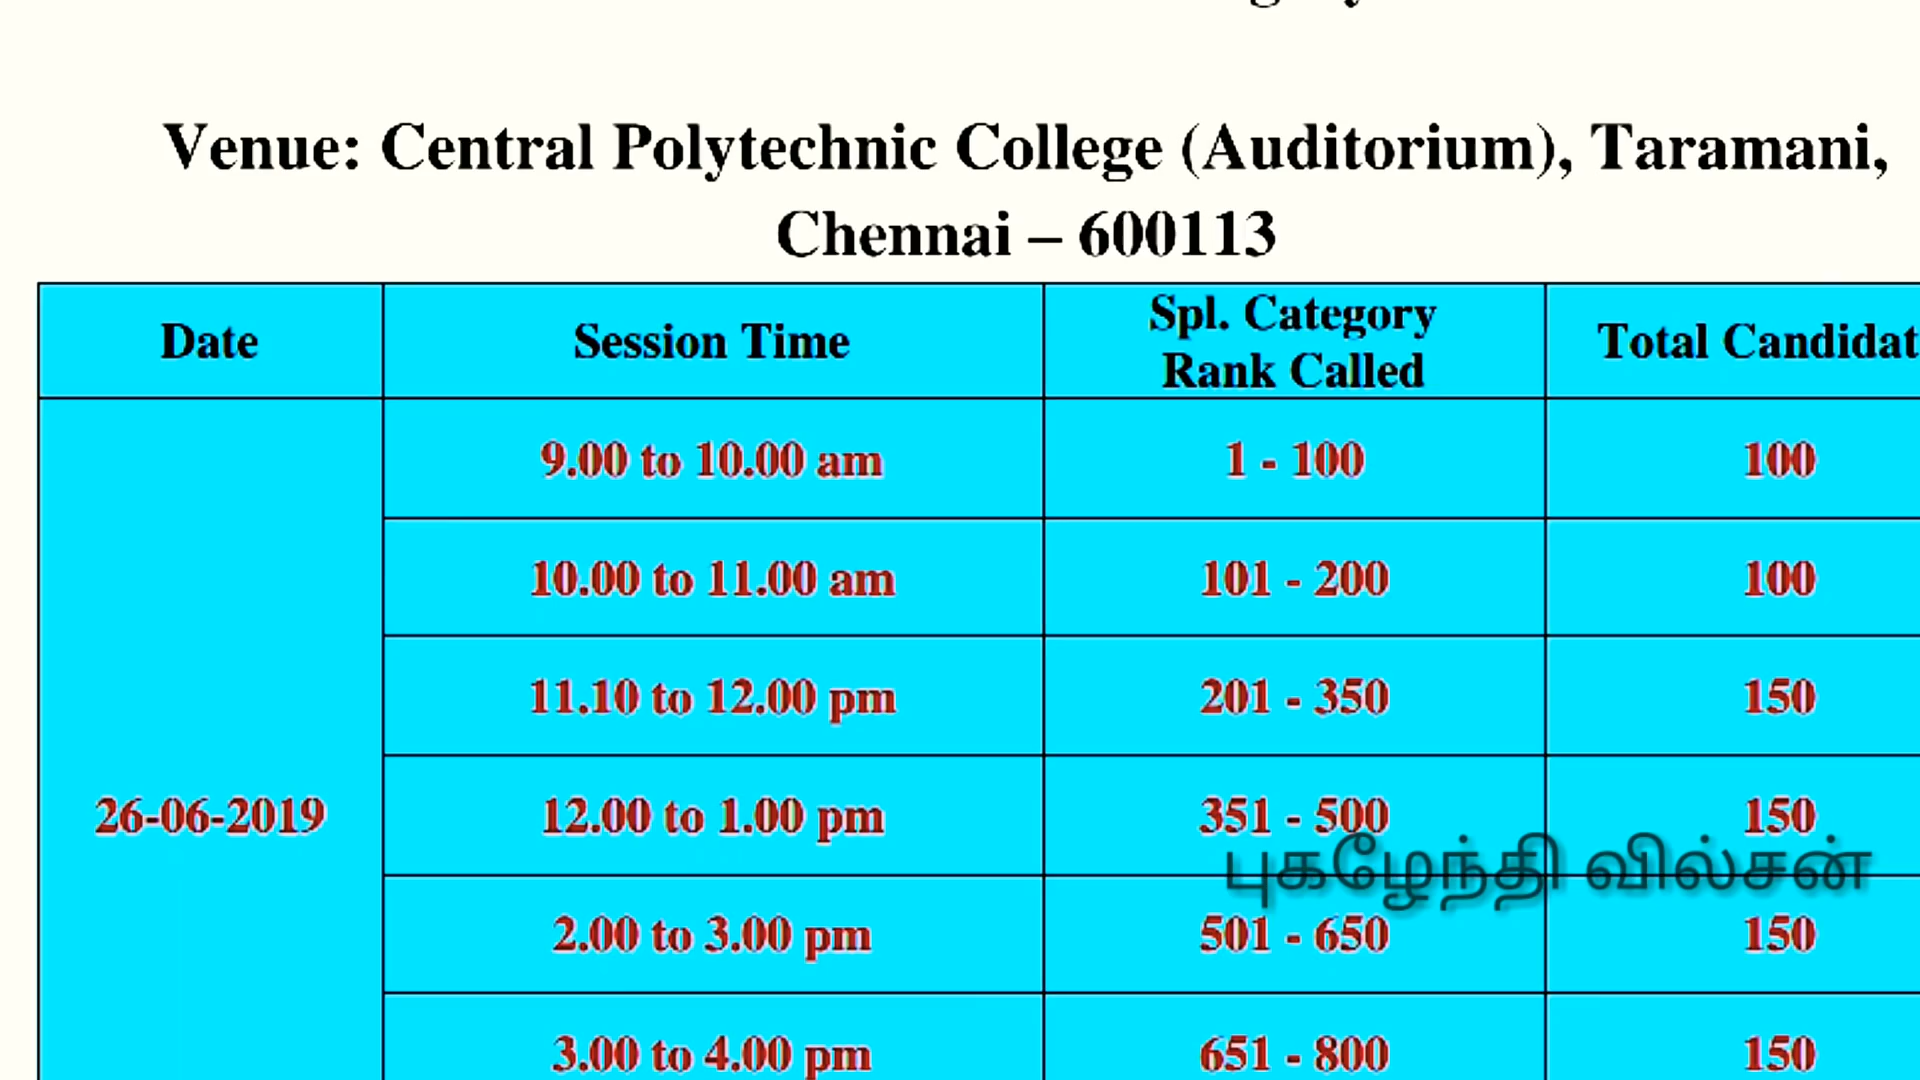 Venue: Central Polytechnic College (Auditorium), Taramani,
Chennai – 600113
Date Session Time Spl. Category Rank Called Total
9.00 to 10.00 am 1 - 100 100
10.00 to 11.00 am 101 - 200 100
11.10 to 12.00 pm 201 - 350 150
26-06-2019 12.00 to 1.00 pm 351 - 500 150
புகழேந்தி வில்சன்
2.00 to 3.00 pm 501 - 650 150
3.00 to 4.00 pm 651 - 800 150